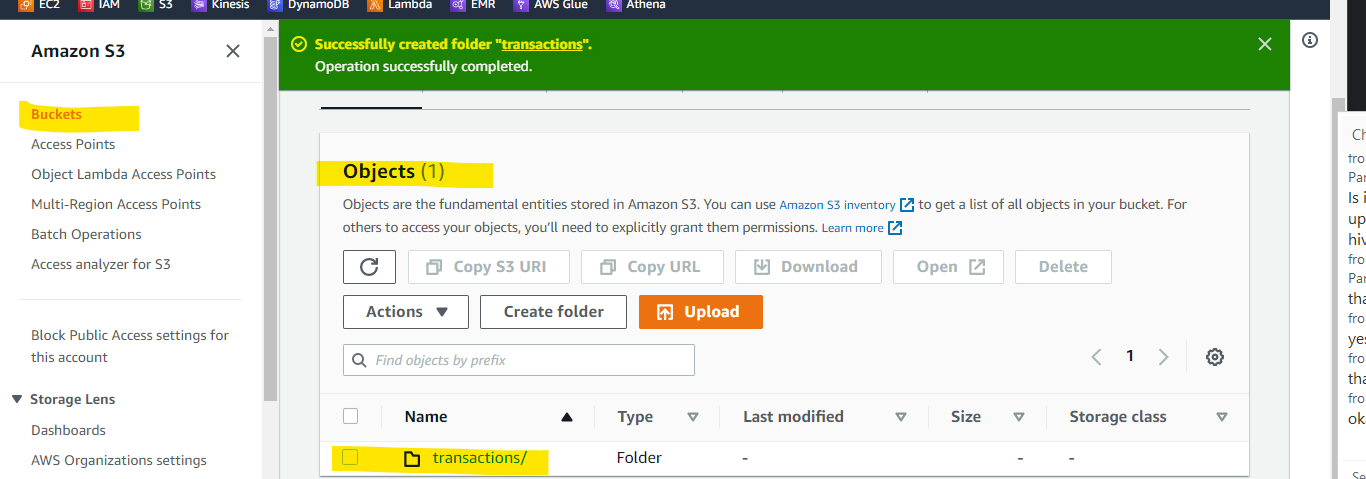 EC2 IAM S3 Kinesis DynamoDB Lambda EMR AWS Glue Athena
Amazon S3
Buckets
Access Points
Object Lambda Access Points
Multi-Region Access Points
Batch Operations
Access analyzer for S3
Block Public Access settings for
this account
Storage Lens
Dashboards
AWS Organizations settings
Successfully created folder "transactions".
Operation successfully completed.
Objects (1)
Objects are the fundamental entities stored in Amazon S3. You can use Amazon S3 inventory to get a list of all objects in your bucket. For
others to access your objects, you'll need to explicitly grant them permissions. Learn more
Copy S3 URI Copy URL Download Open Delete
Actions Create folder Upload
Find objects by prefix
1
Name Type Last modified Size Storage class
transactions/ Folder - - -
Is
up
hiv